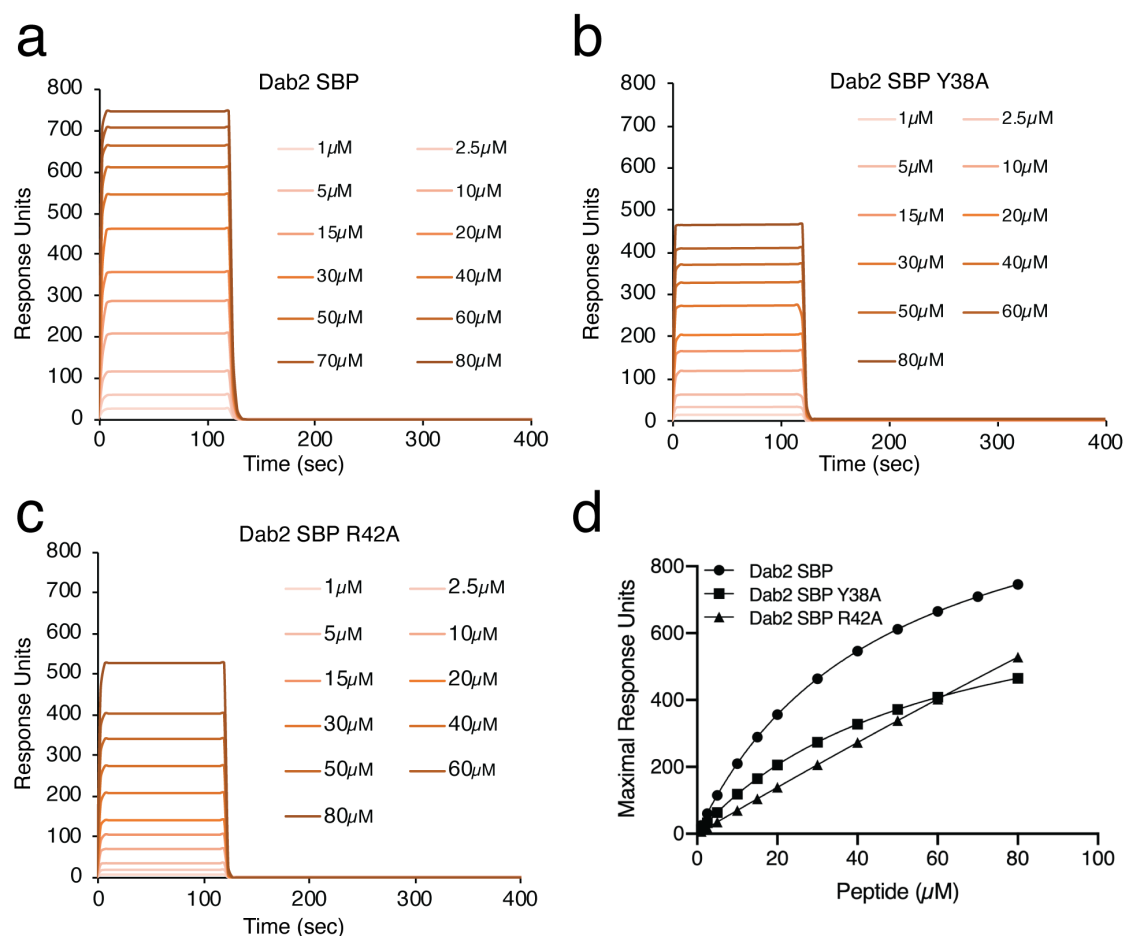 a
Dab2 SBP
800
700
600
500
400
300
200
100
0
Response Units
1µM 2.5µM
5µM 10µM
15µM 20µM
30µM 40µM
50µM 60µM
70µM 80µM
0 100 200 300 400
Time (sec)
b
Dab2 SBP Y38A
800
700
600
500
400
300
200
100
0
Response Units
1µM 2.5µM
5µM 10µM
15µM 20µM
30µM 40µM
50µM 60µM
80µM
0 100 200 300 400
Time (sec)
c
Dab2 SBP R42A
800
700
600
500
400
300
200
100
0
Response Units
1µM 2.5µM
5µM 10µM
15µM 20µM
30µM 40µM
50µM 60µM
80µM
0 100 200 300 400
Time (sec)
d
Dab2 SBP
Dab2 SBP Y38A
Dab2 SBP R42A
800
600
400
200
0
Maximal Response Units
0 20 40 60 80 100
Peptide (µM)